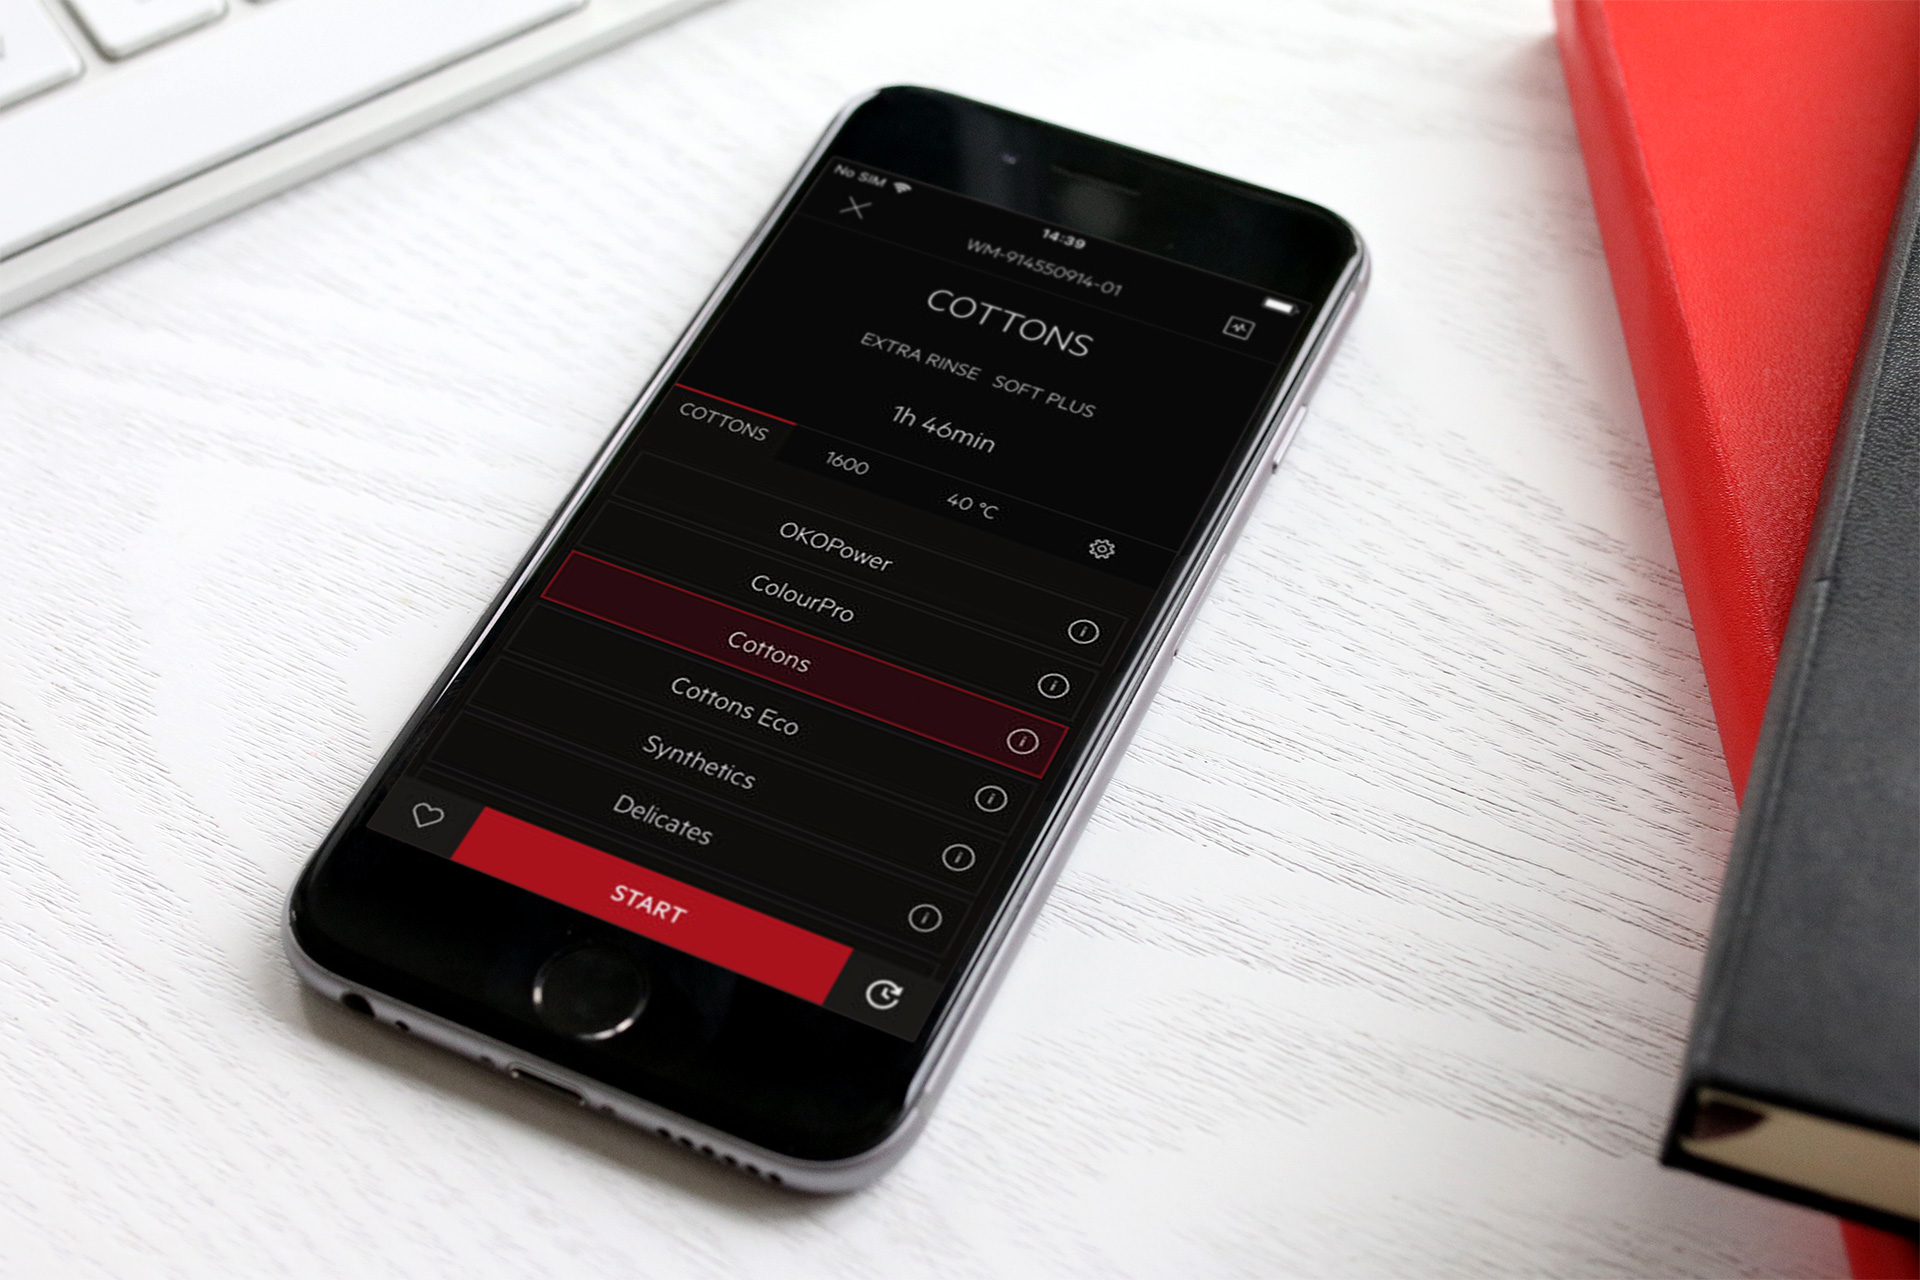 No SIM
14:39
WM-914550914-01
COTTONS
EXTRA RINSE SOFT PLUS
1h 46min
COTTONS 1600 40 °C
OKOPower
ColourPro
Cottons
Cottons Eco
Synthetics
Delicates
START